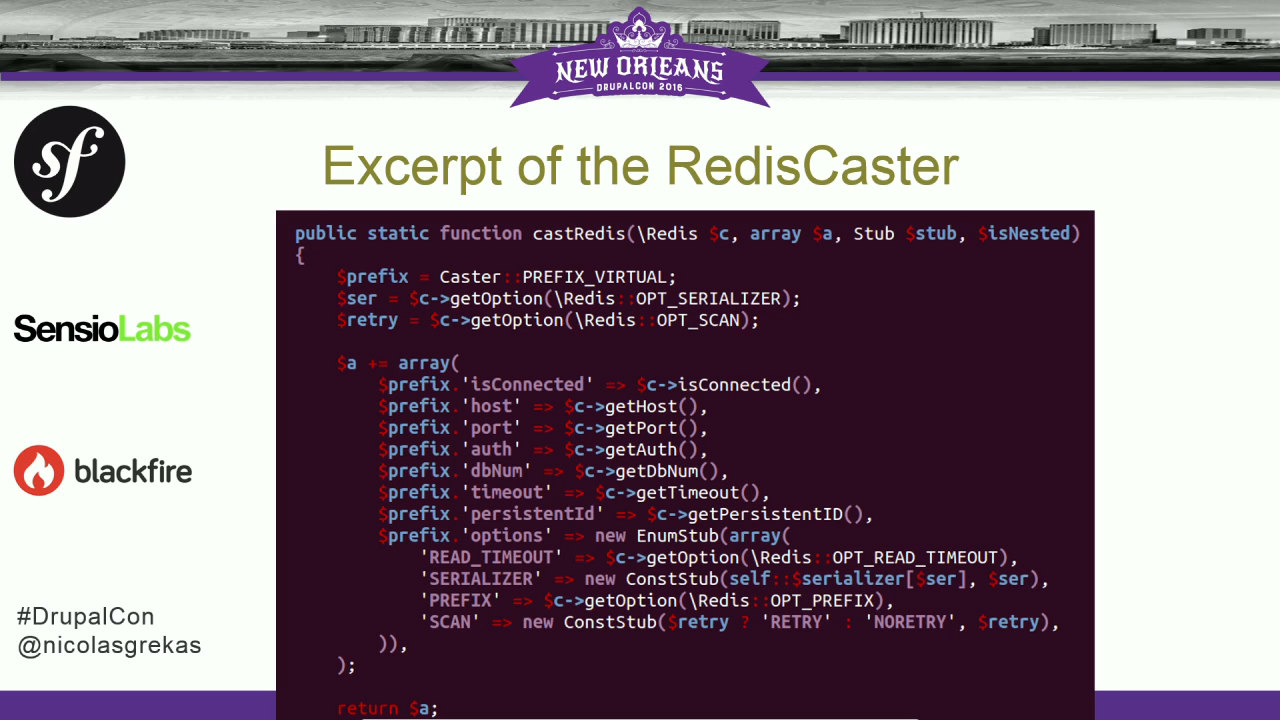 NEW ORLEANS
DRUPALCON 2016
sf
Excerpt of the RedisCaster
SensioLabs
blackfire
#DrupalCon
@nicolasgrekas
public static function castRedis(\Redis $c, array $a, Stub $stub, $isNested)
{
    $prefix = Caster::PREFIX_VIRTUAL;
    $ser = $c->getOption(\Redis::OPT_SERIALIZER);
    $retry = $c->getOption(\Redis::OPT_SCAN);
    $a += array(
        $prefix.'isConnected' => $c->isConnected(),
        $prefix.'host' => $c->getHost(),
        $prefix.'port' => $c->getPort(),
        $prefix.'auth' => $c->getAuth(),
        $prefix.'dbNum' => $c->getDbNum(),
        $prefix.'timeout' => $c->getTimeout(),
        $prefix.'persistentId' => $c->getPersistentID(),
        $prefix.'options' => new EnumStub(array(
            'READ_TIMEOUT' => $c->getOption(\Redis::OPT_READ_TIMEOUT),
            'SERIALIZER' => new ConstStub(self::$serializer[$ser], $ser),
            'PREFIX' => $c->getOption(\Redis::OPT_PREFIX),
            'SCAN' => new ConstStub($retry ? 'RETRY' : 'NORETRY', $retry),
        )),
    );
    return $a;